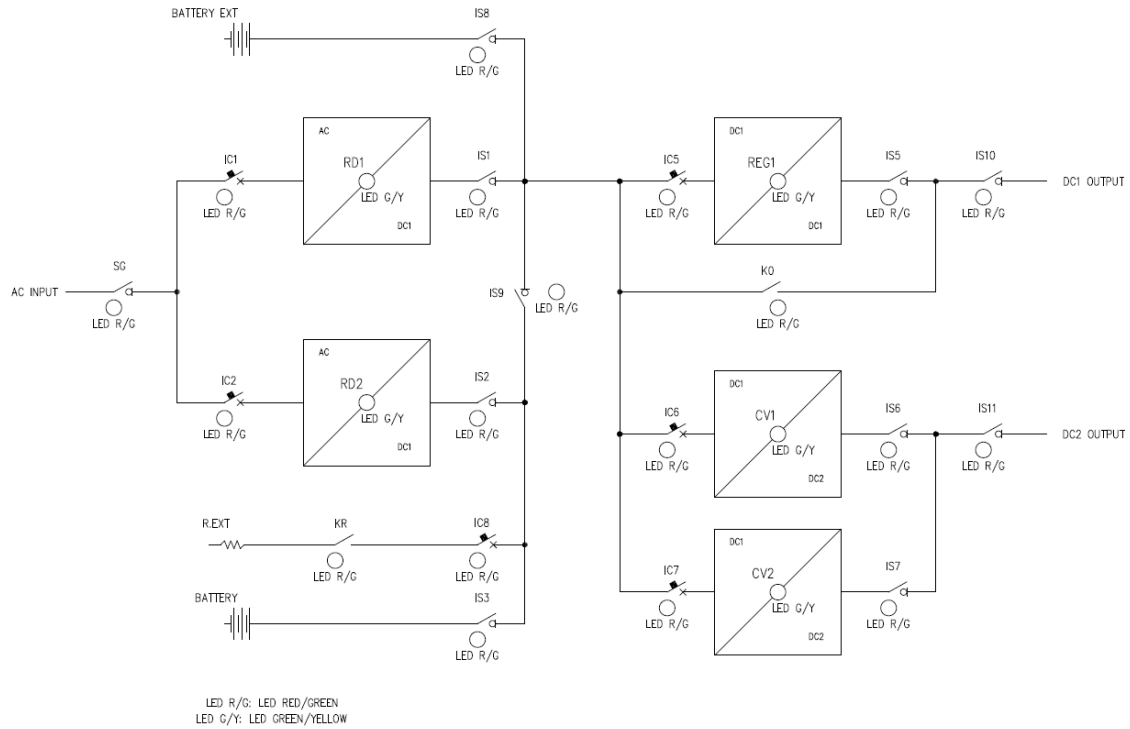 BATTERY EXT
IS8
LED R/G
AC
RD1
LED G/Y
DC1
IC1
LED R/G
IS1
LED R/G
DC1
REG1
LED G/Y
DC1
IC5
LED R/G
IS5
LED R/G
IS10
LED R/G
DC1 OUTPUT
SG
AC INPUT
LED R/G
IS9
LED R/G
KO
LED R/G
AC
RD2
LED G/Y
DC1
IC2
LED R/G
IS2
LED R/G
DC1
CV1
LED G/Y
DC2
IC6
LED R/G
IS6
LED R/G
IS11
LED R/G
DC2 OUTPUT
R.EXT
KR
LED R/G
IC8
LED R/G
DC1
CV2
LED G/Y
DC2
IC7
LED R/G
IS7
LED R/G
BATTERY
IS3
LED R/G
LED R/G: LED RED/GREEN
LED G/Y: LED GREEN/YELLOW